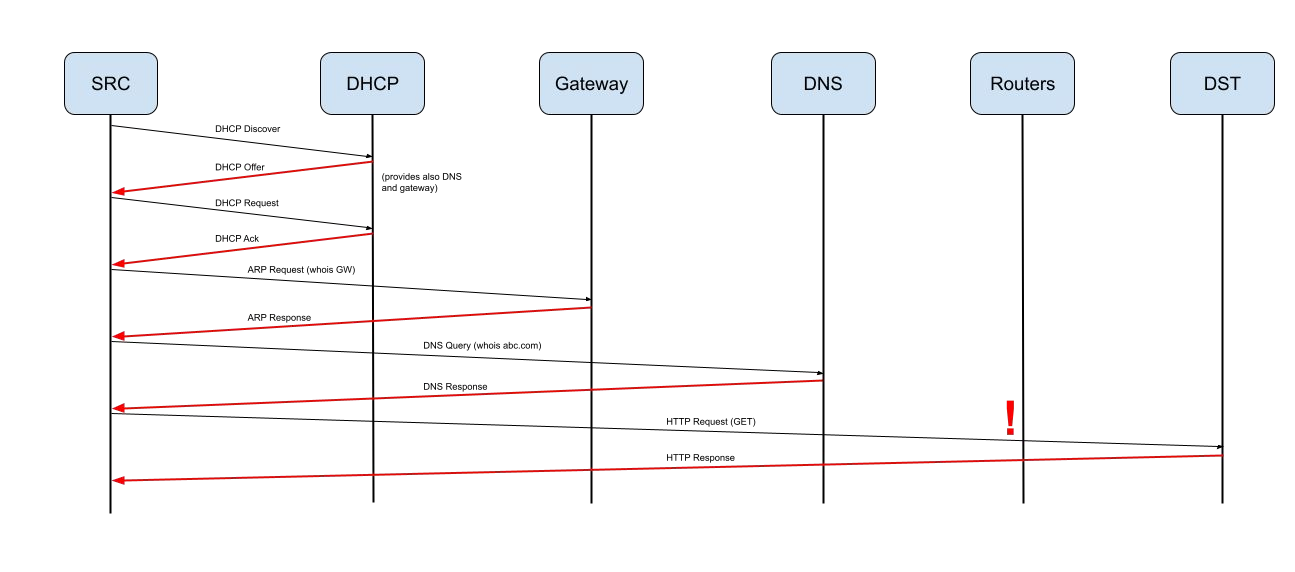 SRC
DHCP
Gateway
DNS
Routers
DST
DHCP Discover
DHCP Offer
(provides also DNS
and gateway)
DHCP Request
DHCP Ack
ARP Request (whois GW)
ARP Response
DNS Query (whois abc.com)
DNS Response
!
HTTP Request (GET)
HTTP Response